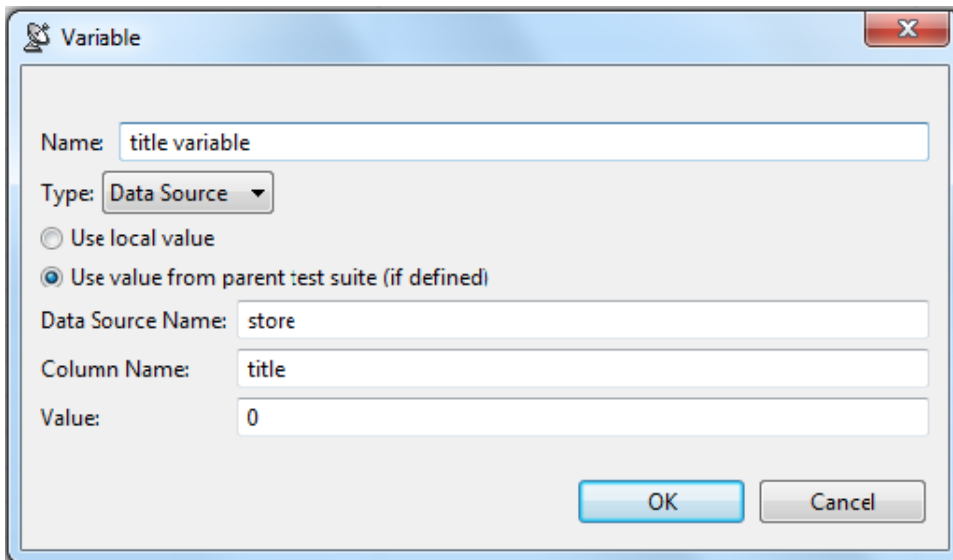 Variable
Name: title variable
Type: Data Source
Use local value
Use value from parent test suite (if defined)
Data Source Name: store
Column Name: title
Value: 0
OK Cancel